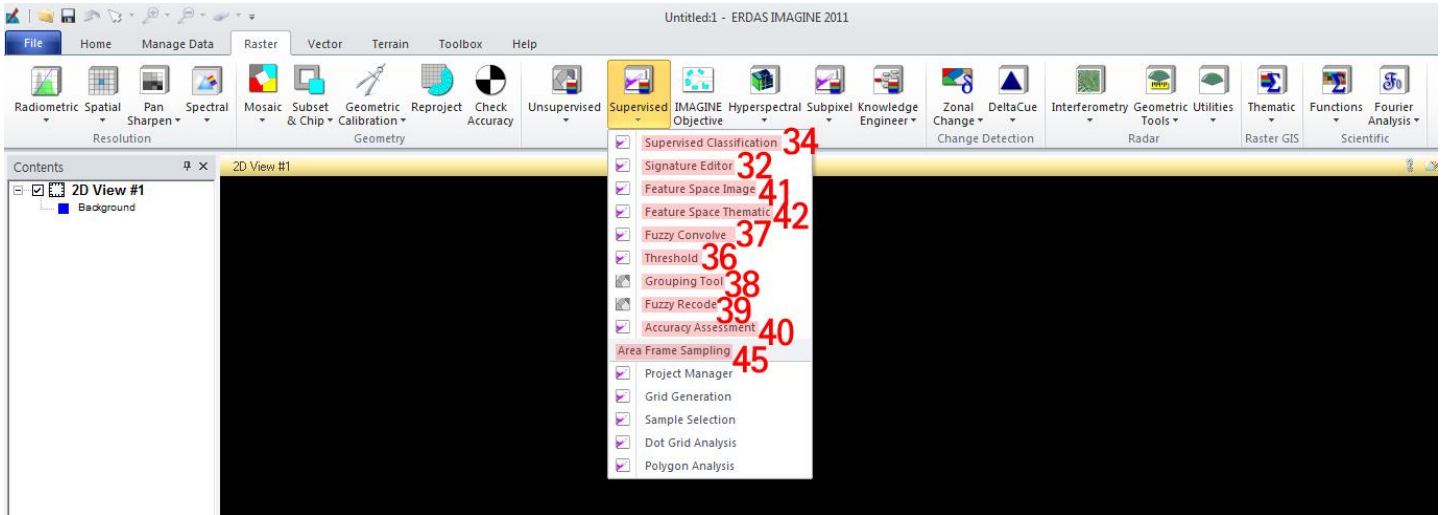 Untitled:1 - ERDAS IMAGINE 2011
File Home Manage Data Raster Vector Terrain Toolbox Help
Radiometric Spatial Pan Sharpen Spectral Mosaic Subset & Chip Geometric Calibration Reproject Check Accuracy Unsupervised Supervised IMAGINE Objective Hyperspectral Subpixel Knowledge Engineer Zonal Change DeltaCue Interferometry Geometric Tools Utilities Thematic Functions Fourier Analysis
Resolution Geometry Change Detection Radar Raster GIS Scientific
Contents 2D View #1
2D View #1
Background
Supervised Classification 34
Signature Editor 32
Feature Space Image 41
Feature Space Thematic 42
Fuzzy Convolve 37
Threshold 36
Grouping Tool 38
Fuzzy Recode 39
Accuracy Assessment 40
Area Frame Sampling 45
Project Manager
Grid Generation
Sample Selection
Dot Grid Analysis
Polygon Analysis